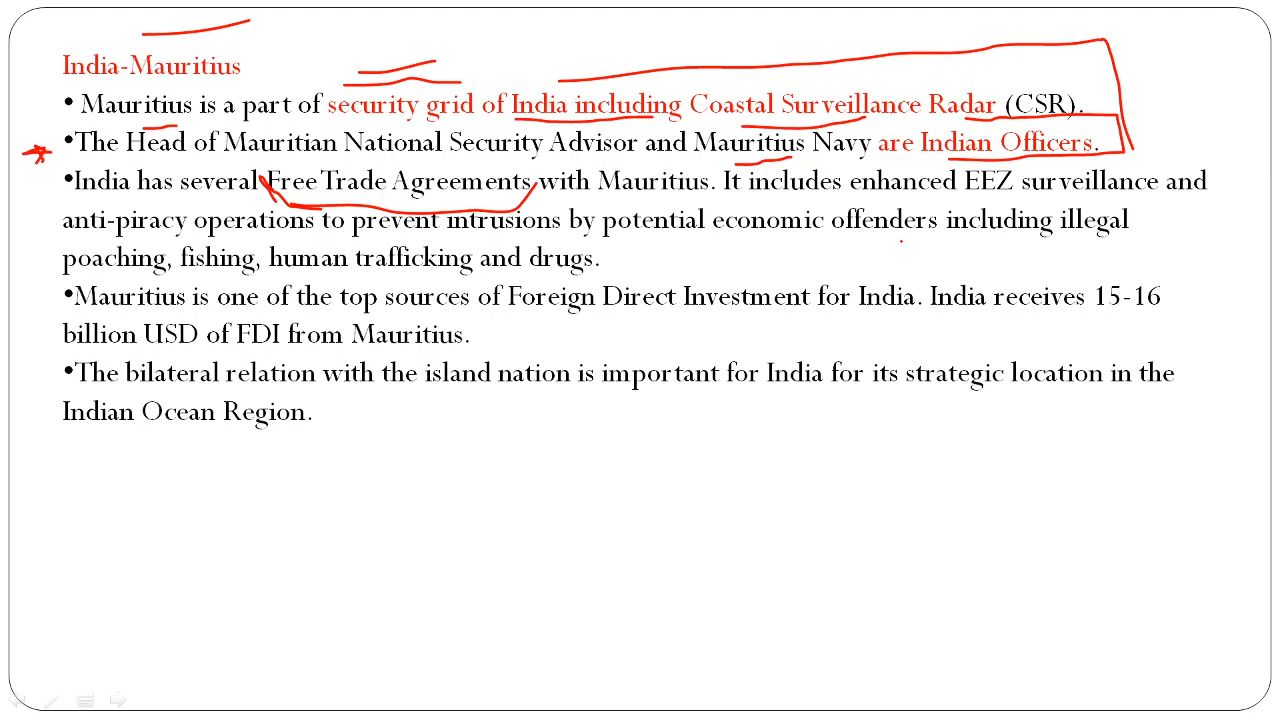 India-Mauritius
• Mauritius is a part of security grid of India including Coastal Surveillance Radar (CSR).
•The Head of Mauritian National Security Advisor and Mauritius Navy are Indian Officers.
•India has several Free Trade Agreements with Mauritius. It includes enhanced EEZ surveillance and
anti-piracy operations to prevent intrusions by potential economic offenders including illegal
poaching, fishing, human trafficking and drugs.
•Mauritius is one of the top sources of Foreign Direct Investment for India. India receives 15-16
billion USD of FDI from Mauritius.
•The bilateral relation with the island nation is important for India for its strategic location in the
Indian Ocean Region.